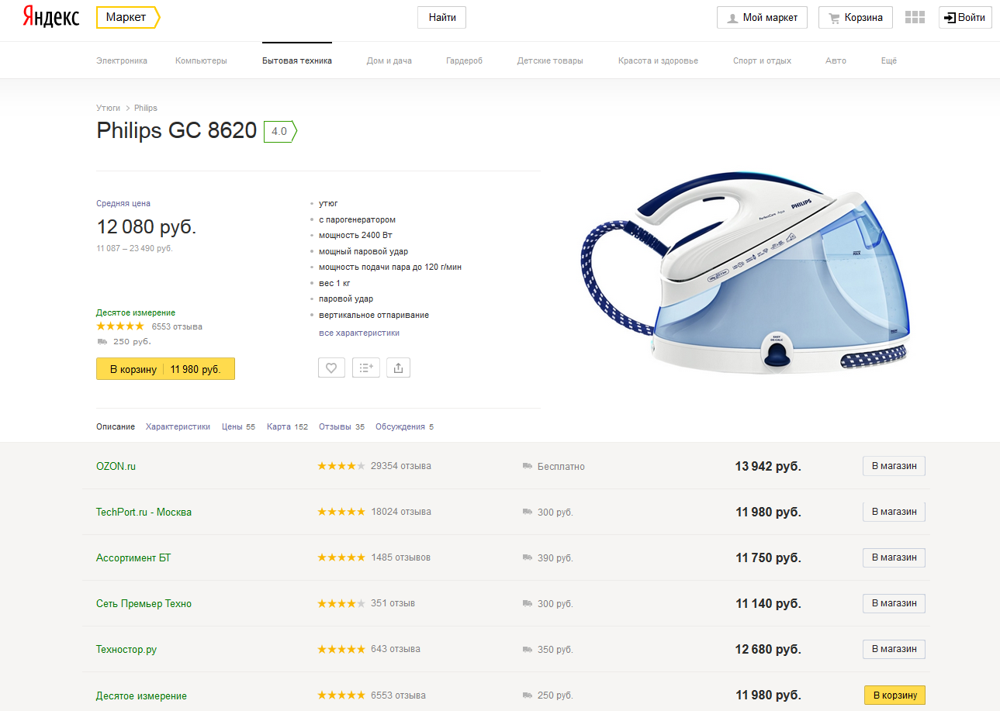 Яндекс
Маркет
Найти
Мой маркет
Корзина
Войти
Электроника
Компьютеры
Бытовая техника
Дом и дача
Гардероб
Детские товары
Красота и здоровье
Спорт и отдых
Авто
Ещё
Утюги > Philips
Philips GC 8620
4.0
Средняя цена
12 080 руб.
11 087 – 23 490 руб.
утюг
с парогенератором
мощность 2400 Вт
мощный паровой удар
мощность подачи пара до 120 г/мин
вес 1 кг
паровой удар
вертикальное отпаривание
все характеристики
Десятое измерение
6553 отзыва
250 руб.
В корзину 11 980 руб.
PHILIPS
PerfectCare Aqua
MAX
EASY
DE-CALC
Описание
Характеристики
Цены 55
Карта 152
Отзывы 35
Обсуждения 5
OZON.ru 29354 отзыва Бесплатно 13 942 руб. В магазин
TechPort.ru - Москва 18024 отзыва 300 руб. 11 980 руб. В магазин
Ассортимент БТ 1485 отзывов 390 руб. 11 750 руб. В магазин
Сеть Премьер Техно 351 отзыв 300 руб. 11 140 руб. В магазин
Техностор.ру 643 отзыва 350 руб. 12 680 руб. В магазин
Десятое измерение 6553 отзыва 250 руб. 11 980 руб. В корзину